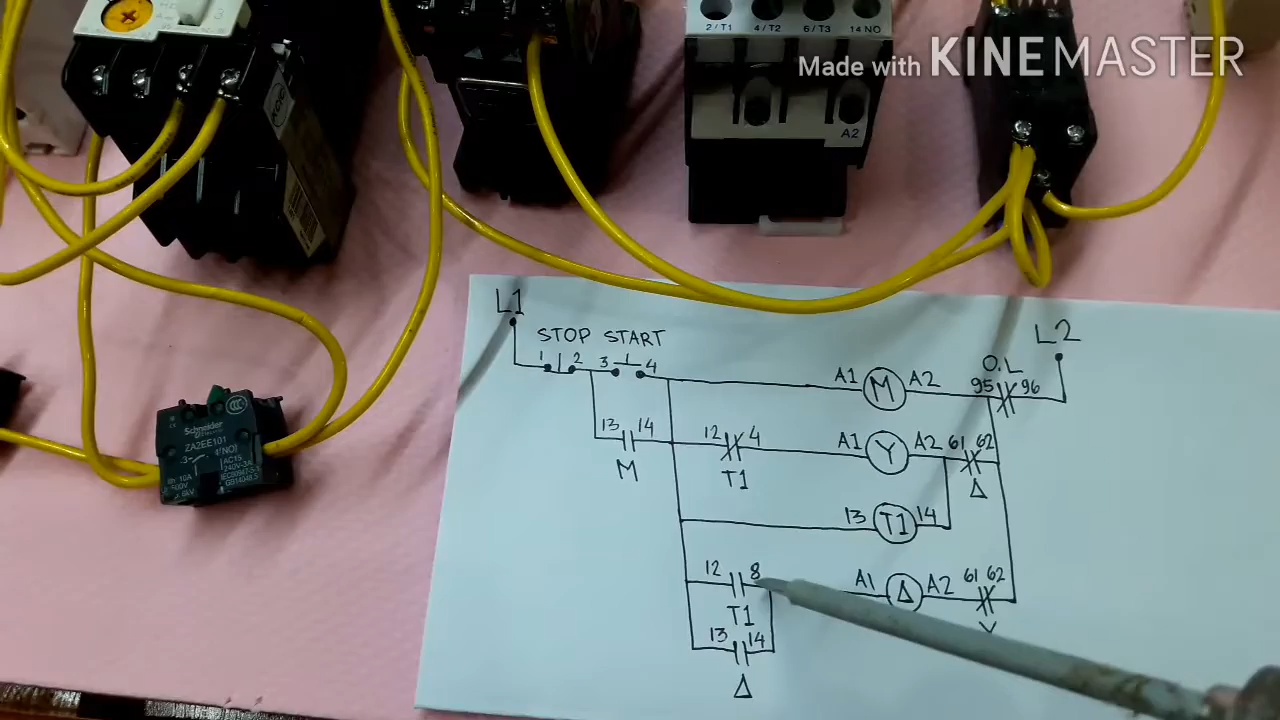 2/T1 4/T2 6/T3 14 NO
Made with KINEMASTER
A2
L1
L2
STOP START
1 2 3 4
O.L
A1 M A2 95 96
13 14 12 4 A1 Y A2 61 62
M T1 Δ
13 T1 14
12 8 A1 Δ A2 61 62
T1 Y
13 14
Δ
Schneider
ZA2EE101